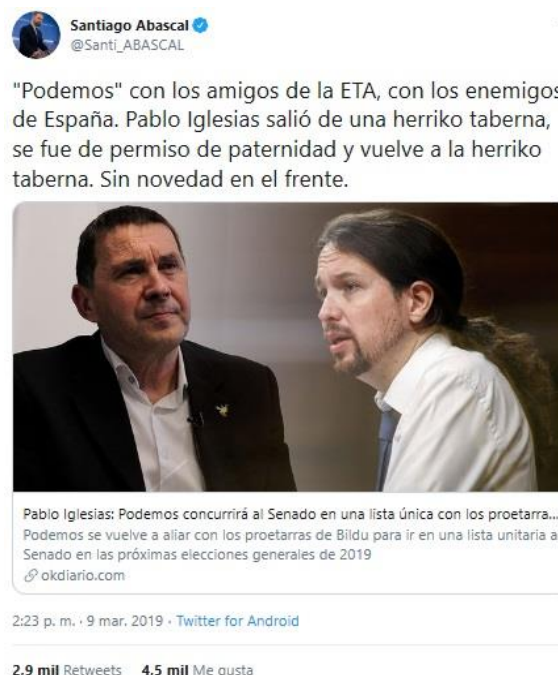 Santiago Abascal
@Santi_ABASCAL
"Podemos" con los amigos de la ETA, con los enemigos
de España. Pablo Iglesias salió de una herriko taberna,
se fue de permiso de paternidad y vuelve a la herriko
taberna. Sin novedad en el frente.
Pablo Iglesias: Podemos concurrirá al Senado en una lista única con los proetarra...
Podemos se vuelve a aliar con los proetarras de Bildu para ir en una lista unitaria a
Senado en las próximas elecciones generales de 2019
okdiario.com
2:23 p. m. · 9 mar. 2019 · Twitter for Android
2,9 mil Retweets 4,5 mil Me gusta